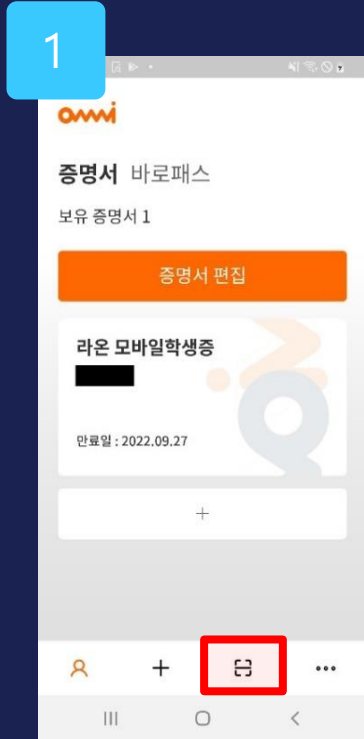 1
omni
증명서 바로패스
보유 증명서 1
증명서 편집
라온 모바일학생증
만료일 : 2022.09.27
+
+